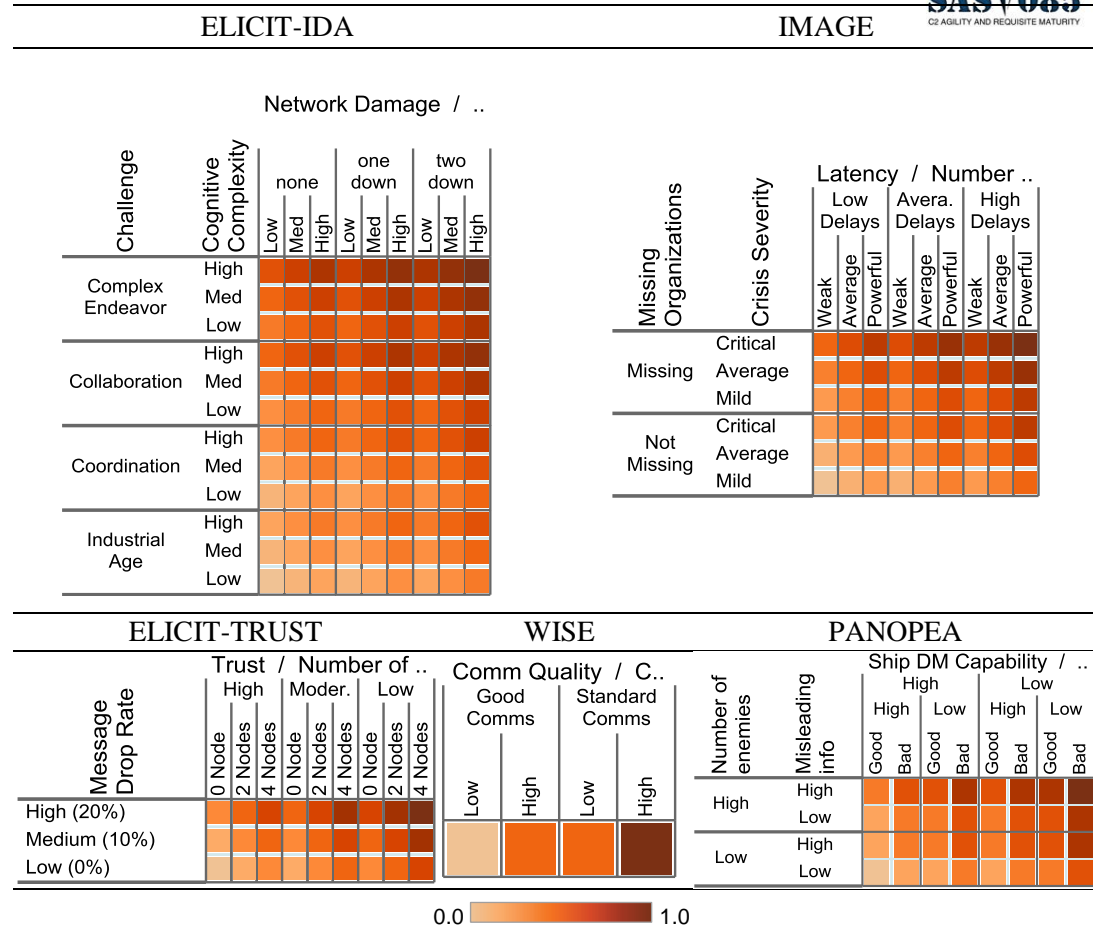 SAS V085
C2 AGILITY AND REQUISITE MATURITY
ELICIT-IDA
IMAGE
Network Damage / ..
Challenge
Cognitive
Complexity
none
one
down
two
down
Low
Med
High
Low
Med
High
Low
Med
High
Complex
Endeavor
High
Med
Low
Collaboration
High
Med
Low
Coordination
High
Med
Low
Industrial
Age
High
Med
Low
Missing
Organizations
Crisis Severity
Latency / Number ..
Low
Delays
Avera.
Delays
High
Delays
Weak
Average
Powerful
Weak
Average
Powerful
Weak
Average
Powerful
Missing
Critical
Average
Mild
Not
Missing
Critical
Average
Mild
ELICIT-TRUST
WISE
PANOPEA
Message
Drop Rate
Trust / Number of ..
High
Moder.
Low
0 Node
2 Nodes
4 Nodes
0 Node
2 Nodes
4 Nodes
0 Node
2 Nodes
4 Nodes
High (20%)
Medium (10%)
Low (0%)
Comm Quality / C..
Good
Comms
Standard
Comms
Low
High
Low
High
Number of
enemies
Misleading
info
Ship DM Capability / ..
High
Low
High
Low
High
Low
Good
Bad
Good
Bad
Good
Bad
Good
Bad
High
High
Low
Low
High
Low
0.0
1.0